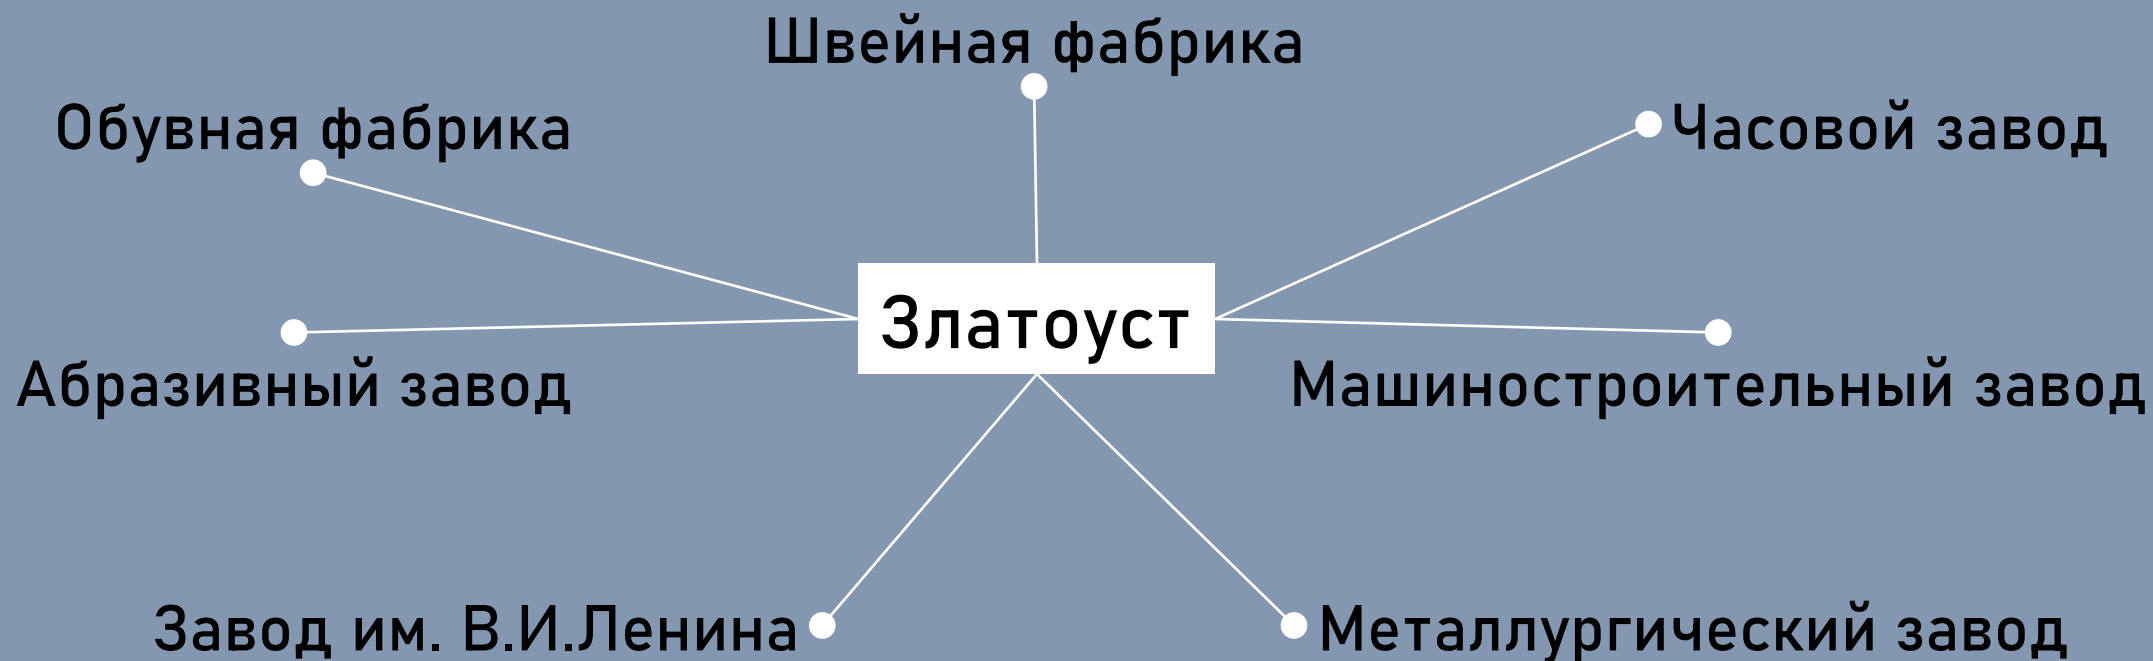 Швейная фабрика
Обувная фабрика
Часовой завод
Златоуст
Абразивный завод
Машиностроительный завод
Завод им. В.И.Ленина
Металлургический завод